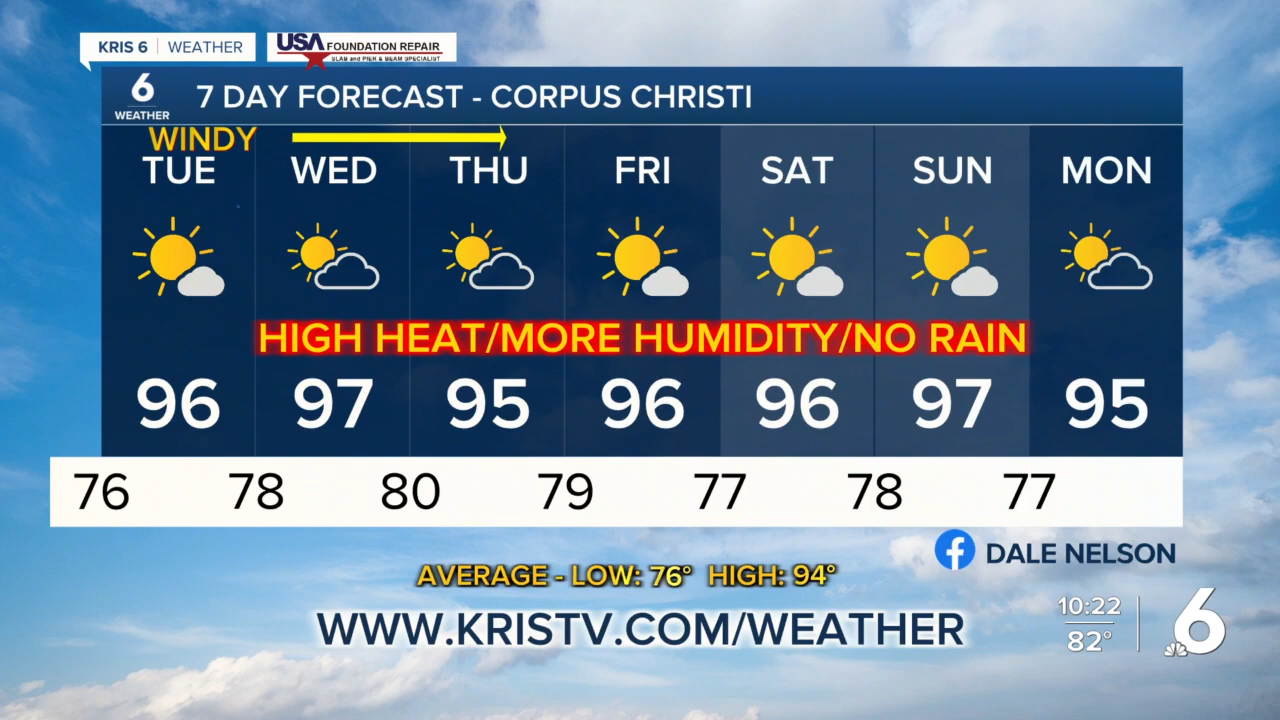 KRIS 6 | WEATHER
USA FOUNDATION REPAIR
SLAB and PIER & BEAM SPECIALIST
6
WEATHER
7 DAY FORECAST - CORPUS CHRISTI
WINDY
TUE WED THU FRI SAT SUN MON
HIGH HEAT/MORE HUMIDITY/NO RAIN
96 97 95 96 96 97 95
76 78 80 79 77 78 77
DALE NELSON
AVERAGE - LOW: 76° HIGH: 94°
WWW.KRISTV.COM/WEATHER
10:22
82°
6